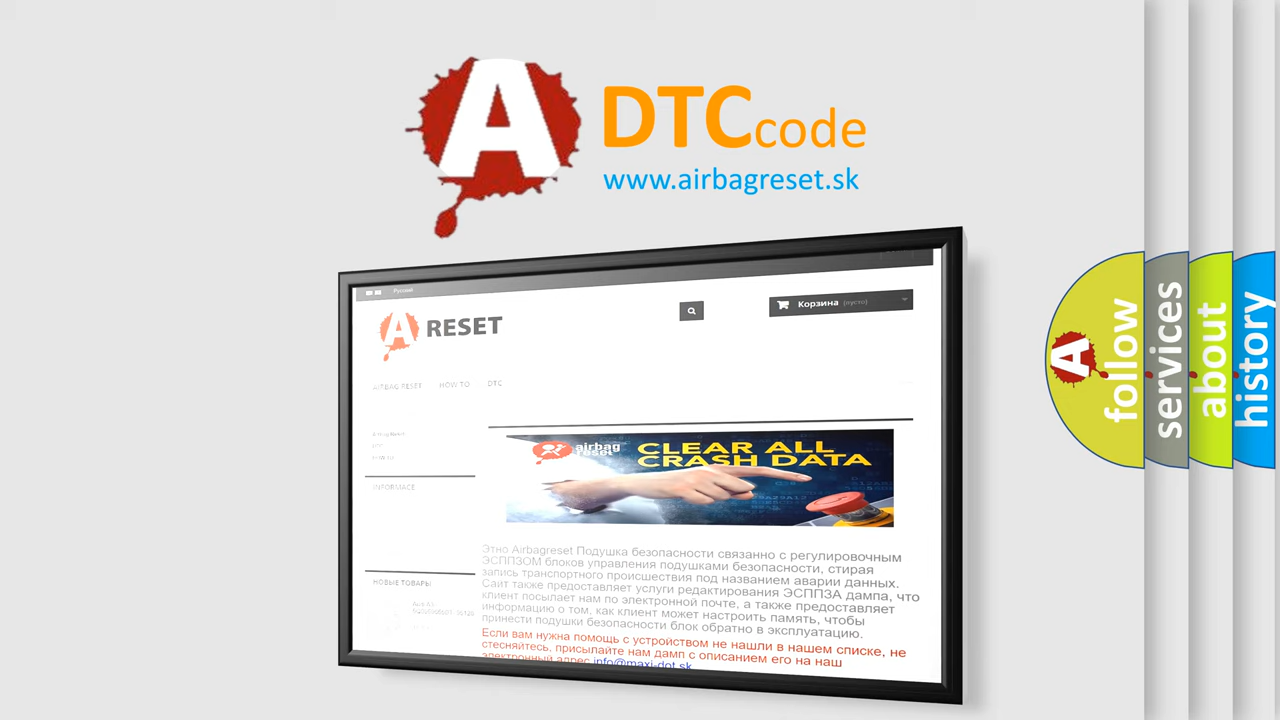 A DTC code
www.airbagreset.sk
Русский
A RESET
Корзина (пусто)
AIRBAG RESET HOW TO DTC
INFORMACE
airbag
reset
CLEAR ALL
CRASH DATA
НОВЫЕ ТОВАРЫ
Этно Airbagreset Подушка безопасности связанно с регулировочным
ЭСППЗОМ блоков управления подушками безопасности, стирая
запись транспортного происшествия под названием аварии данных.
Сайт также предоставляет услуги редактирования ЭСППЗА дампа, что
клиент посылает нам по электронной почте, а также предоставляет
информацию о том, как клиент может настроить память, чтобы
принести подушки безопасности блок обратно в эксплуатацию.
Если вам нужна помощь с устройством не нашли в нашем списке, не
стесняйтесь, присылайте нам дамп с описанием его на наш
электронный адрес info@maxi-dot.sk
A follow
services
about
history